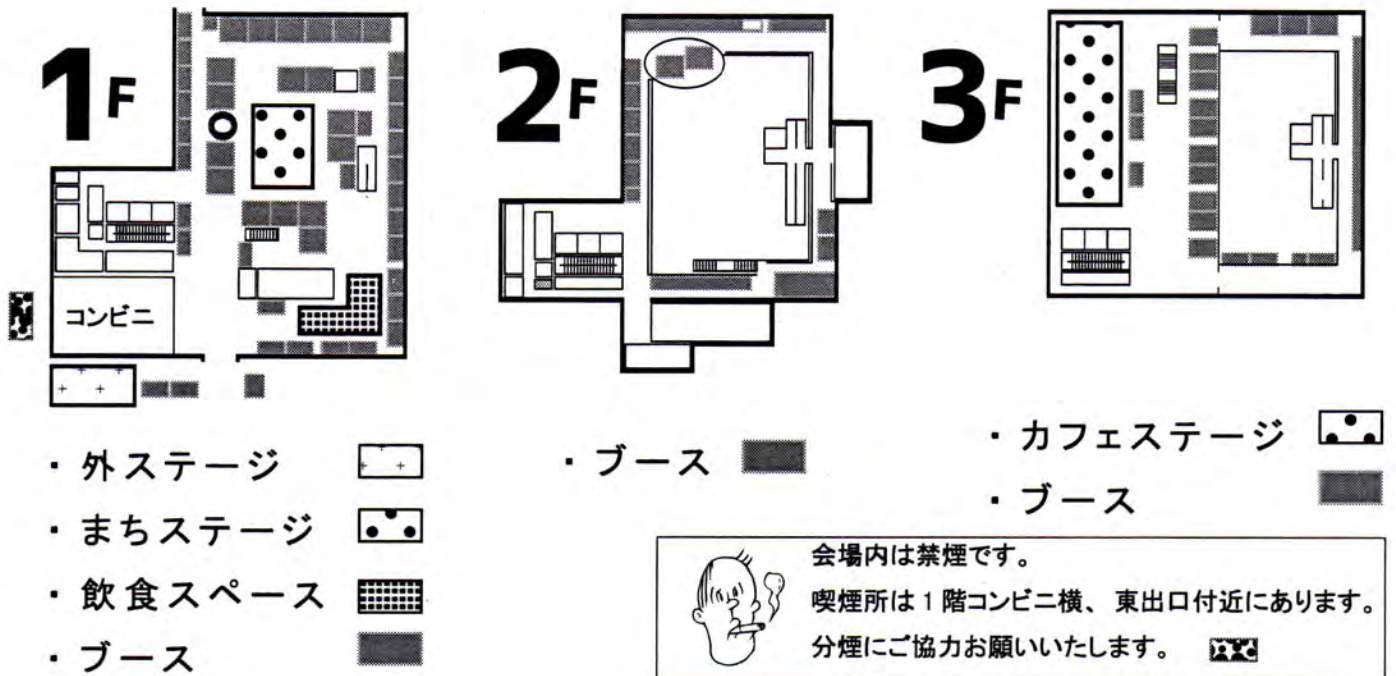 1F
コンビニ
・外ステージ
・まちステージ
・飲食スペース
・ブース
2F
・ブース
3F
・カフェステージ
・ブース
会場内は禁煙です。
喫煙所は1階コンビニ横、東出口付近にあります。
分煙にご協力お願いいたします。